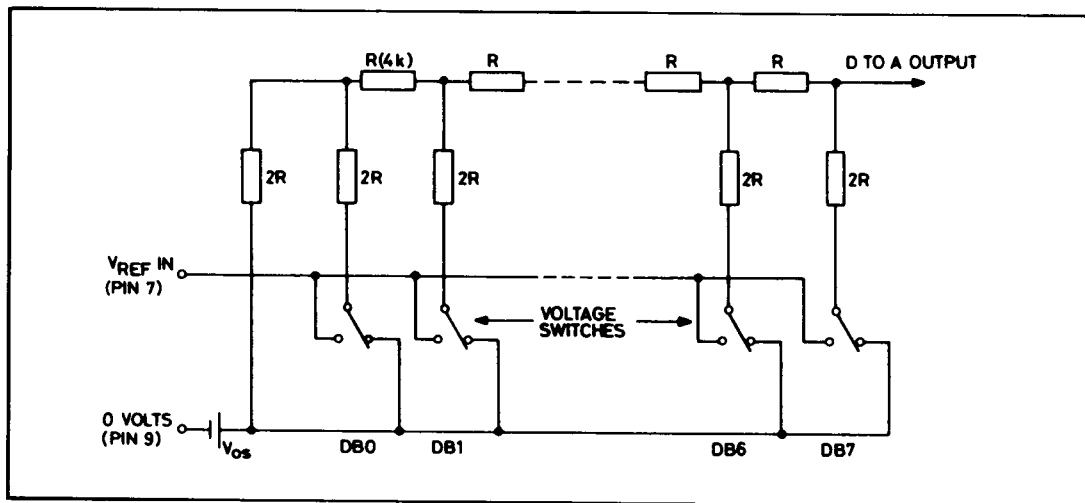 R(4k) R R R D TO A OUTPUT
2R 2R 2R 2R 2R
VREF IN
(PIN 7)
VOLTAGE
SWITCHES
0 VOLTS
(PIN 9)
VOS DB0 DB1 DB6 DB7